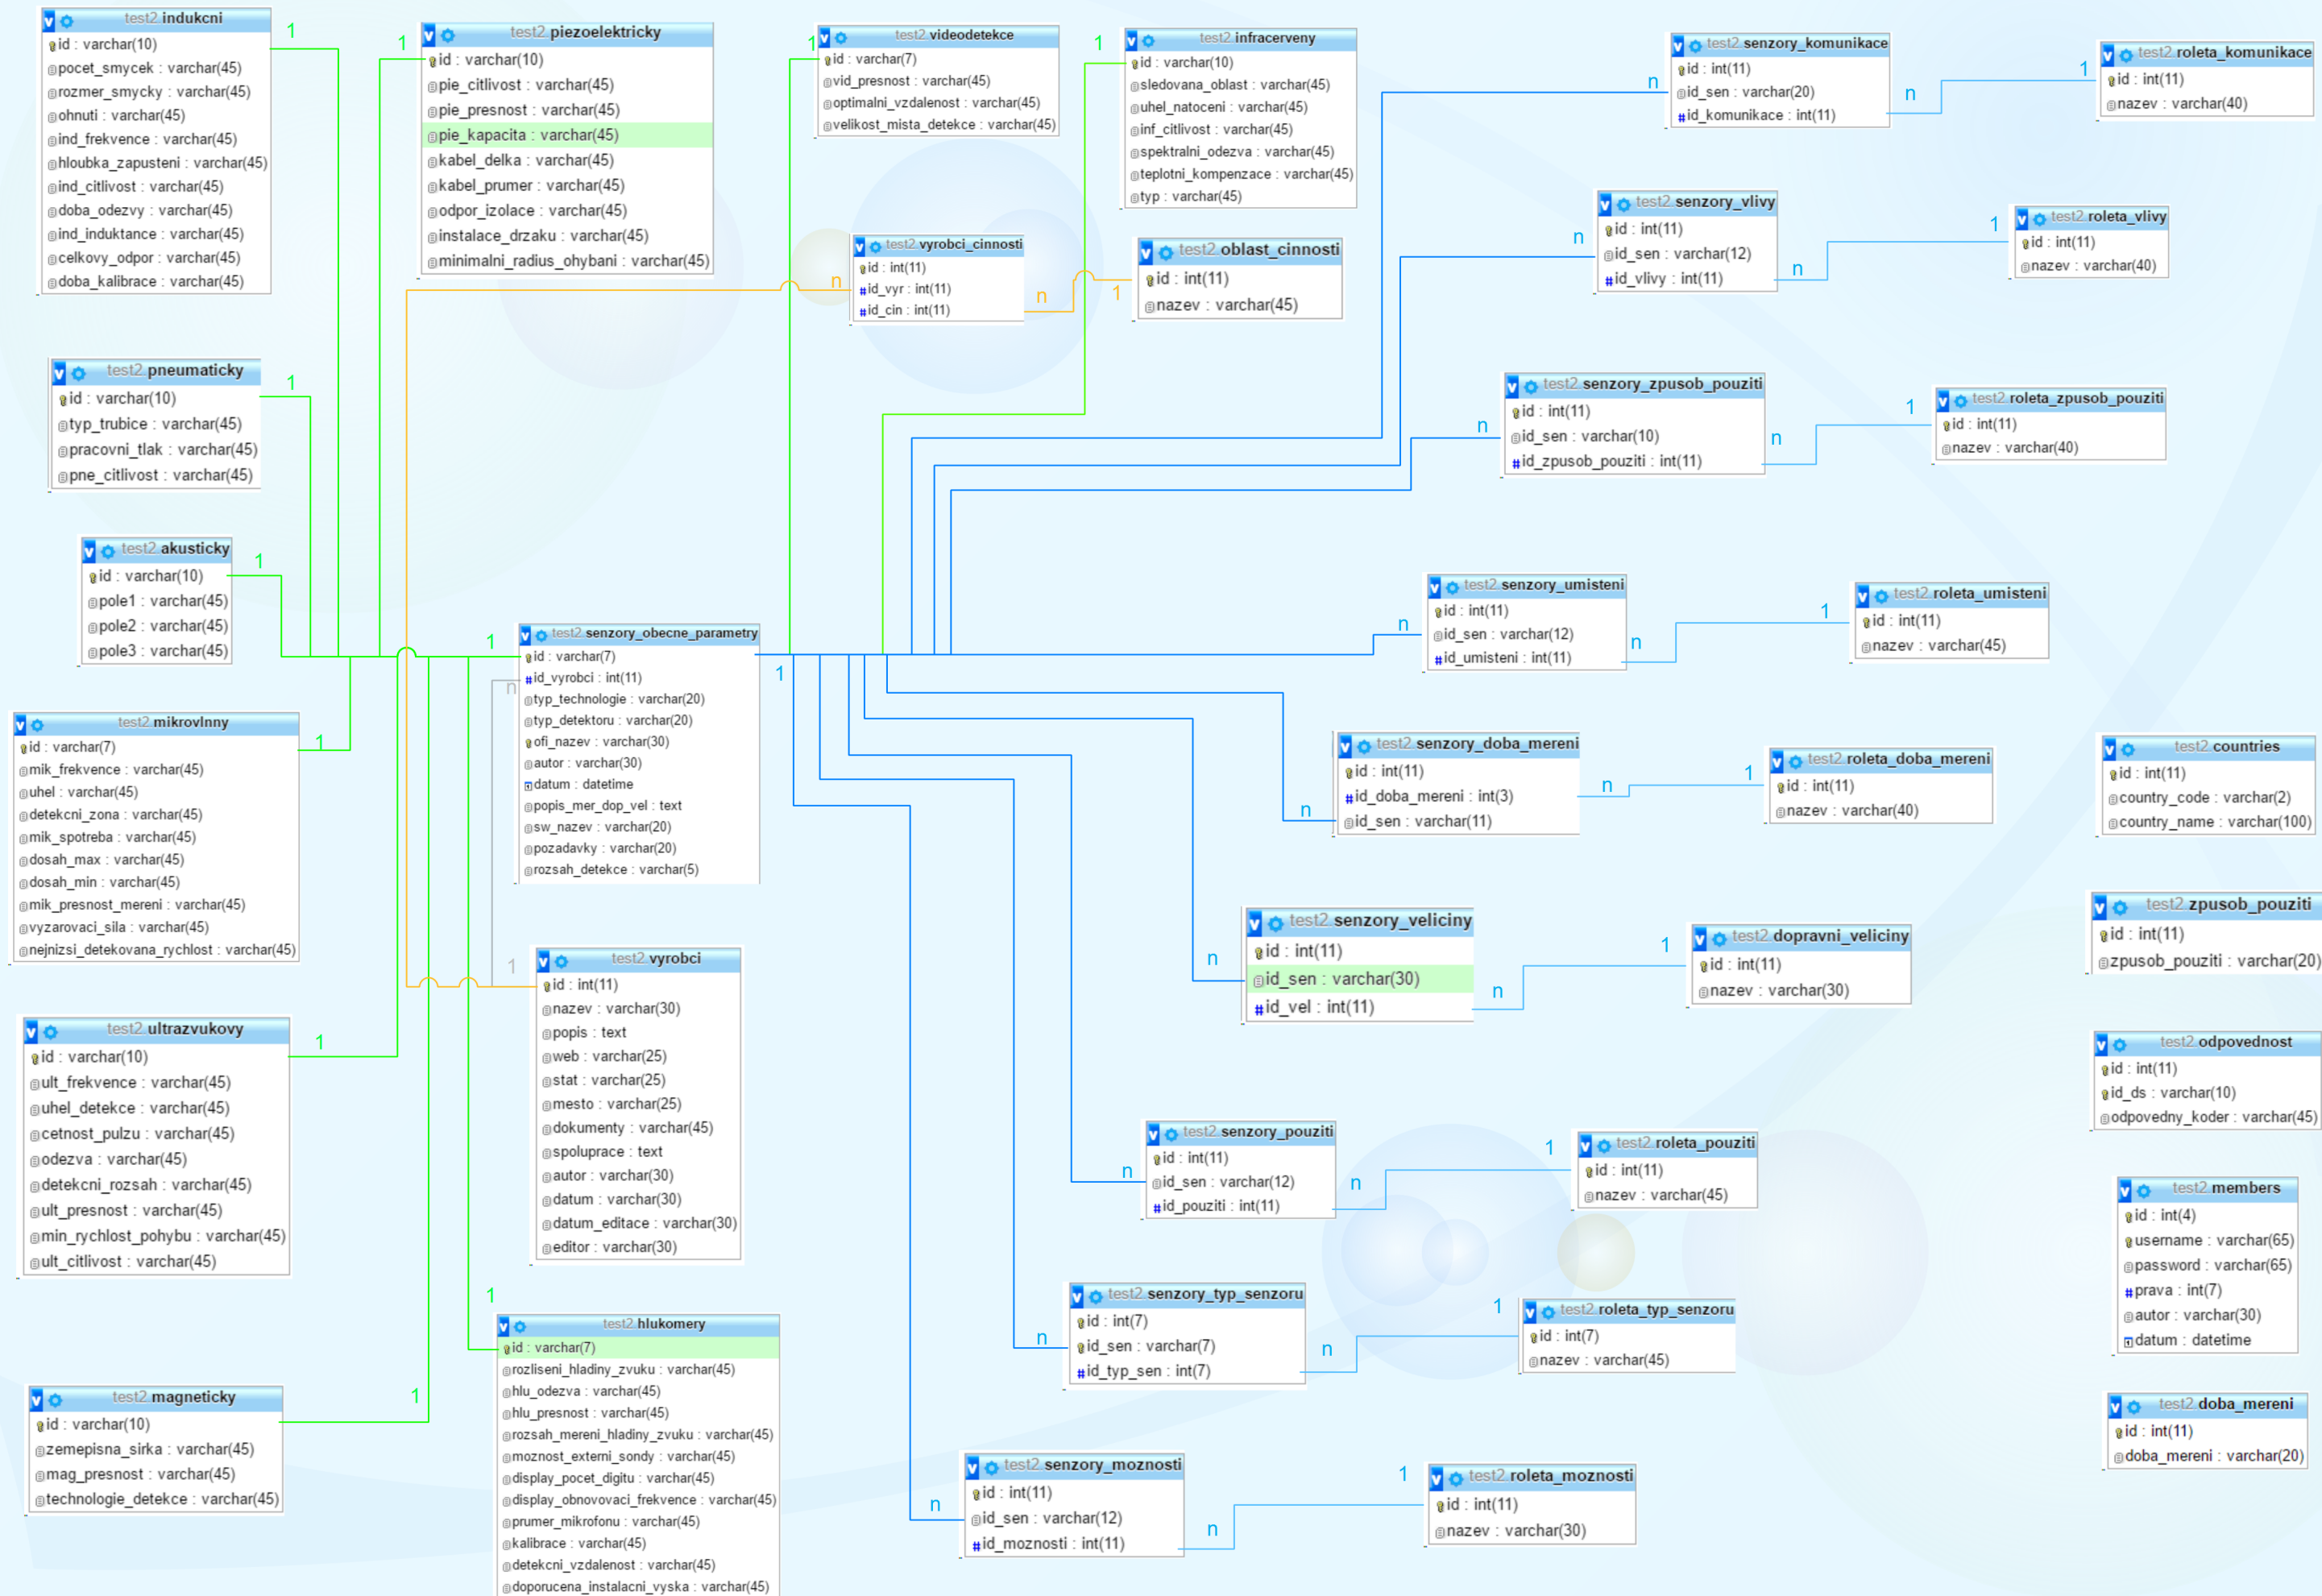 test2.indukcni
id : varchar(10)
pocet_smycek : varchar(45)
rozmer_smycky : varchar(45)
ohnuti : varchar(45)
ind_frekvence : varchar(45)
hloubka_zapusteni : varchar(45)
ind_citlivost : varchar(45)
doba_odezvy : varchar(45)
ind_induktance : varchar(45)
celkovy_odpor : varchar(45)
doba_kalibrace : varchar(45)
1
test2.piezoelektricky
id : varchar(10)
pie_citlivost : varchar(45)
pie_presnost : varchar(45)
pie_kapacita : varchar(45)
kabel_delka : varchar(45)
kabel_prumer : varchar(45)
odpor_izolace : varchar(45)
instalace_drzaku : varchar(45)
minimalni_radius_ohybani : varchar(45)
1
test2.videodetekce
id : varchar(7)
vid_presnost : varchar(45)
optimalni_vzdalenost : varchar(45)
velikost_mista_detekce : varchar(45)
1
test2.infracerveny
id : varchar(10)
sledovana_oblast : varchar(45)
uhel_natoceni : varchar(45)
inf_citlivost : varchar(45)
spektralni_odezva : varchar(45)
teplotni_kompenzace : varchar(45)
typ : varchar(45)
1
test2.senzory_komunikace
id : int(11)
id_sen : varchar(20)
#id_komunikace : int(11)
n
n
1
test2.roleta_komunikace
id : int(11)
nazev : varchar(40)
test2.vyrobci_cinnosti
id : int(11)
#id_vyr : int(11)
#id_cin : int(11)
n
n
1
test2.oblast_cinnosti
id : int(11)
nazev : varchar(45)
test2.senzory_vlivy
id : int(11)
id_sen : varchar(12)
#id_vlivy : int(11)
n
n
1
test2.roleta_vlivy
id : int(11)
nazev : varchar(40)
test2.pneumaticky
id : varchar(10)
typ_trubice : varchar(45)
pracovni_tlak : varchar(45)
pne_citlivost : varchar(45)
1
test2.senzory_zpusob_pouziti
id : int(11)
id_sen : varchar(10)
#id_zpusob_pouziti : int(11)
n
n
1
test2.roleta_zpusob_pouziti
id : int(11)
nazev : varchar(40)
test2.akusticky
id : varchar(10)
pole1 : varchar(45)
pole2 : varchar(45)
pole3 : varchar(45)
1
test2.senzory_obecne_parametry
id : varchar(7)
#id_vyrobci : int(11)
typ_technologie : varchar(20)
typ_detektoru : varchar(20)
ofi_nazev : varchar(30)
autor : varchar(30)
datum : datetime
popis_mer_dop_vel : text
sw_nazev : varchar(20)
pozadavky : varchar(20)
rozsah_detekce : varchar(5)
1
n
1
test2.senzory_umisteni
id : int(11)
id_sen : varchar(12)
#id_umisteni : int(11)
n
n
1
test2.roleta_umisteni
id : int(11)
nazev : varchar(45)
test2.mikrovlnny
id : varchar(7)
mik_frekvence : varchar(45)
uhel : varchar(45)
detekcni_zona : varchar(45)
mik_spotreba : varchar(45)
dosah_max : varchar(45)
dosah_min : varchar(45)
mik_presnost_mereni : varchar(45)
vyzarovaci_sila : varchar(45)
nejnizsi_detekovana_rychlost : varchar(45)
1
test2.senzory_doba_mereni
id : int(11)
#id_doba_mereni : int(3)
id_sen : varchar(11)
n
n
1
test2.roleta_doba_mereni
id : int(11)
nazev : varchar(40)
test2.countries
id : int(11)
country_code : varchar(2)
country_name : varchar(100)
test2.vyrobci
id : int(11)
nazev : varchar(30)
popis : text
web : varchar(25)
stat : varchar(25)
mesto : varchar(25)
dokumenty : varchar(45)
spoluprace : text
autor : varchar(30)
datum : varchar(30)
datum_editace : varchar(30)
editor : varchar(30)
1
test2.senzory_veliciny
id : int(11)
id_sen : varchar(30)
#id_vel : int(11)
n
n
1
test2.dopravni_veliciny
id : int(11)
nazev : varchar(30)
test2.zpusob_pouziti
id : int(11)
zpusob_pouziti : varchar(20)
test2.ultrazvukovy
id : varchar(10)
ult_frekvence : varchar(45)
uhel_detekce : varchar(45)
cetnost_pulzu : varchar(45)
odezva : varchar(45)
detekcni_rozsah : varchar(45)
ult_presnost : varchar(45)
min_rychlost_pohybu : varchar(45)
ult_citlivost : varchar(45)
1
test2.odpovednost
id : int(11)
id_ds : varchar(10)
odpovedny_koder : varchar(45)
test2.senzory_pouziti
id : int(11)
id_sen : varchar(12)
#id_pouziti : int(11)
n
n
1
test2.roleta_pouziti
id : int(11)
nazev : varchar(45)
test2.members
id : int(4)
username : varchar(65)
password : varchar(65)
#prava : int(7)
autor : varchar(30)
datum : datetime
test2.senzory_typ_senzoru
id : int(7)
id_sen : varchar(7)
#id_typ_sen : int(7)
n
n
1
test2.roleta_typ_senzoru
id : int(7)
nazev : varchar(45)
test2.hlukomery
id : varchar(7)
rozliseni_hladiny_zvuku : varchar(45)
hlu_odezva : varchar(45)
hlu_presnost : varchar(45)
rozsah_mereni_hladiny_zvuku : varchar(45)
moznost_externi_sondy : varchar(45)
display_pocet_digitu : varchar(45)
display_obnovovaci_frekvence : varchar(45)
prumer_mikrofonu : varchar(45)
kalibrace : varchar(45)
detekcni_vzdalenost : varchar(45)
doporucena_instalacni_vyska : varchar(45)
1
test2.magneticky
id : varchar(10)
zemepisna_sirka : varchar(45)
mag_presnost : varchar(45)
technologie_detekce : varchar(45)
1
test2.senzory_moznosti
id : int(11)
id_sen : varchar(12)
#id_moznosti : int(11)
n
n
1
test2.roleta_moznosti
id : int(11)
nazev : varchar(30)
test2.doba_mereni
id : int(11)
doba_mereni : varchar(20)